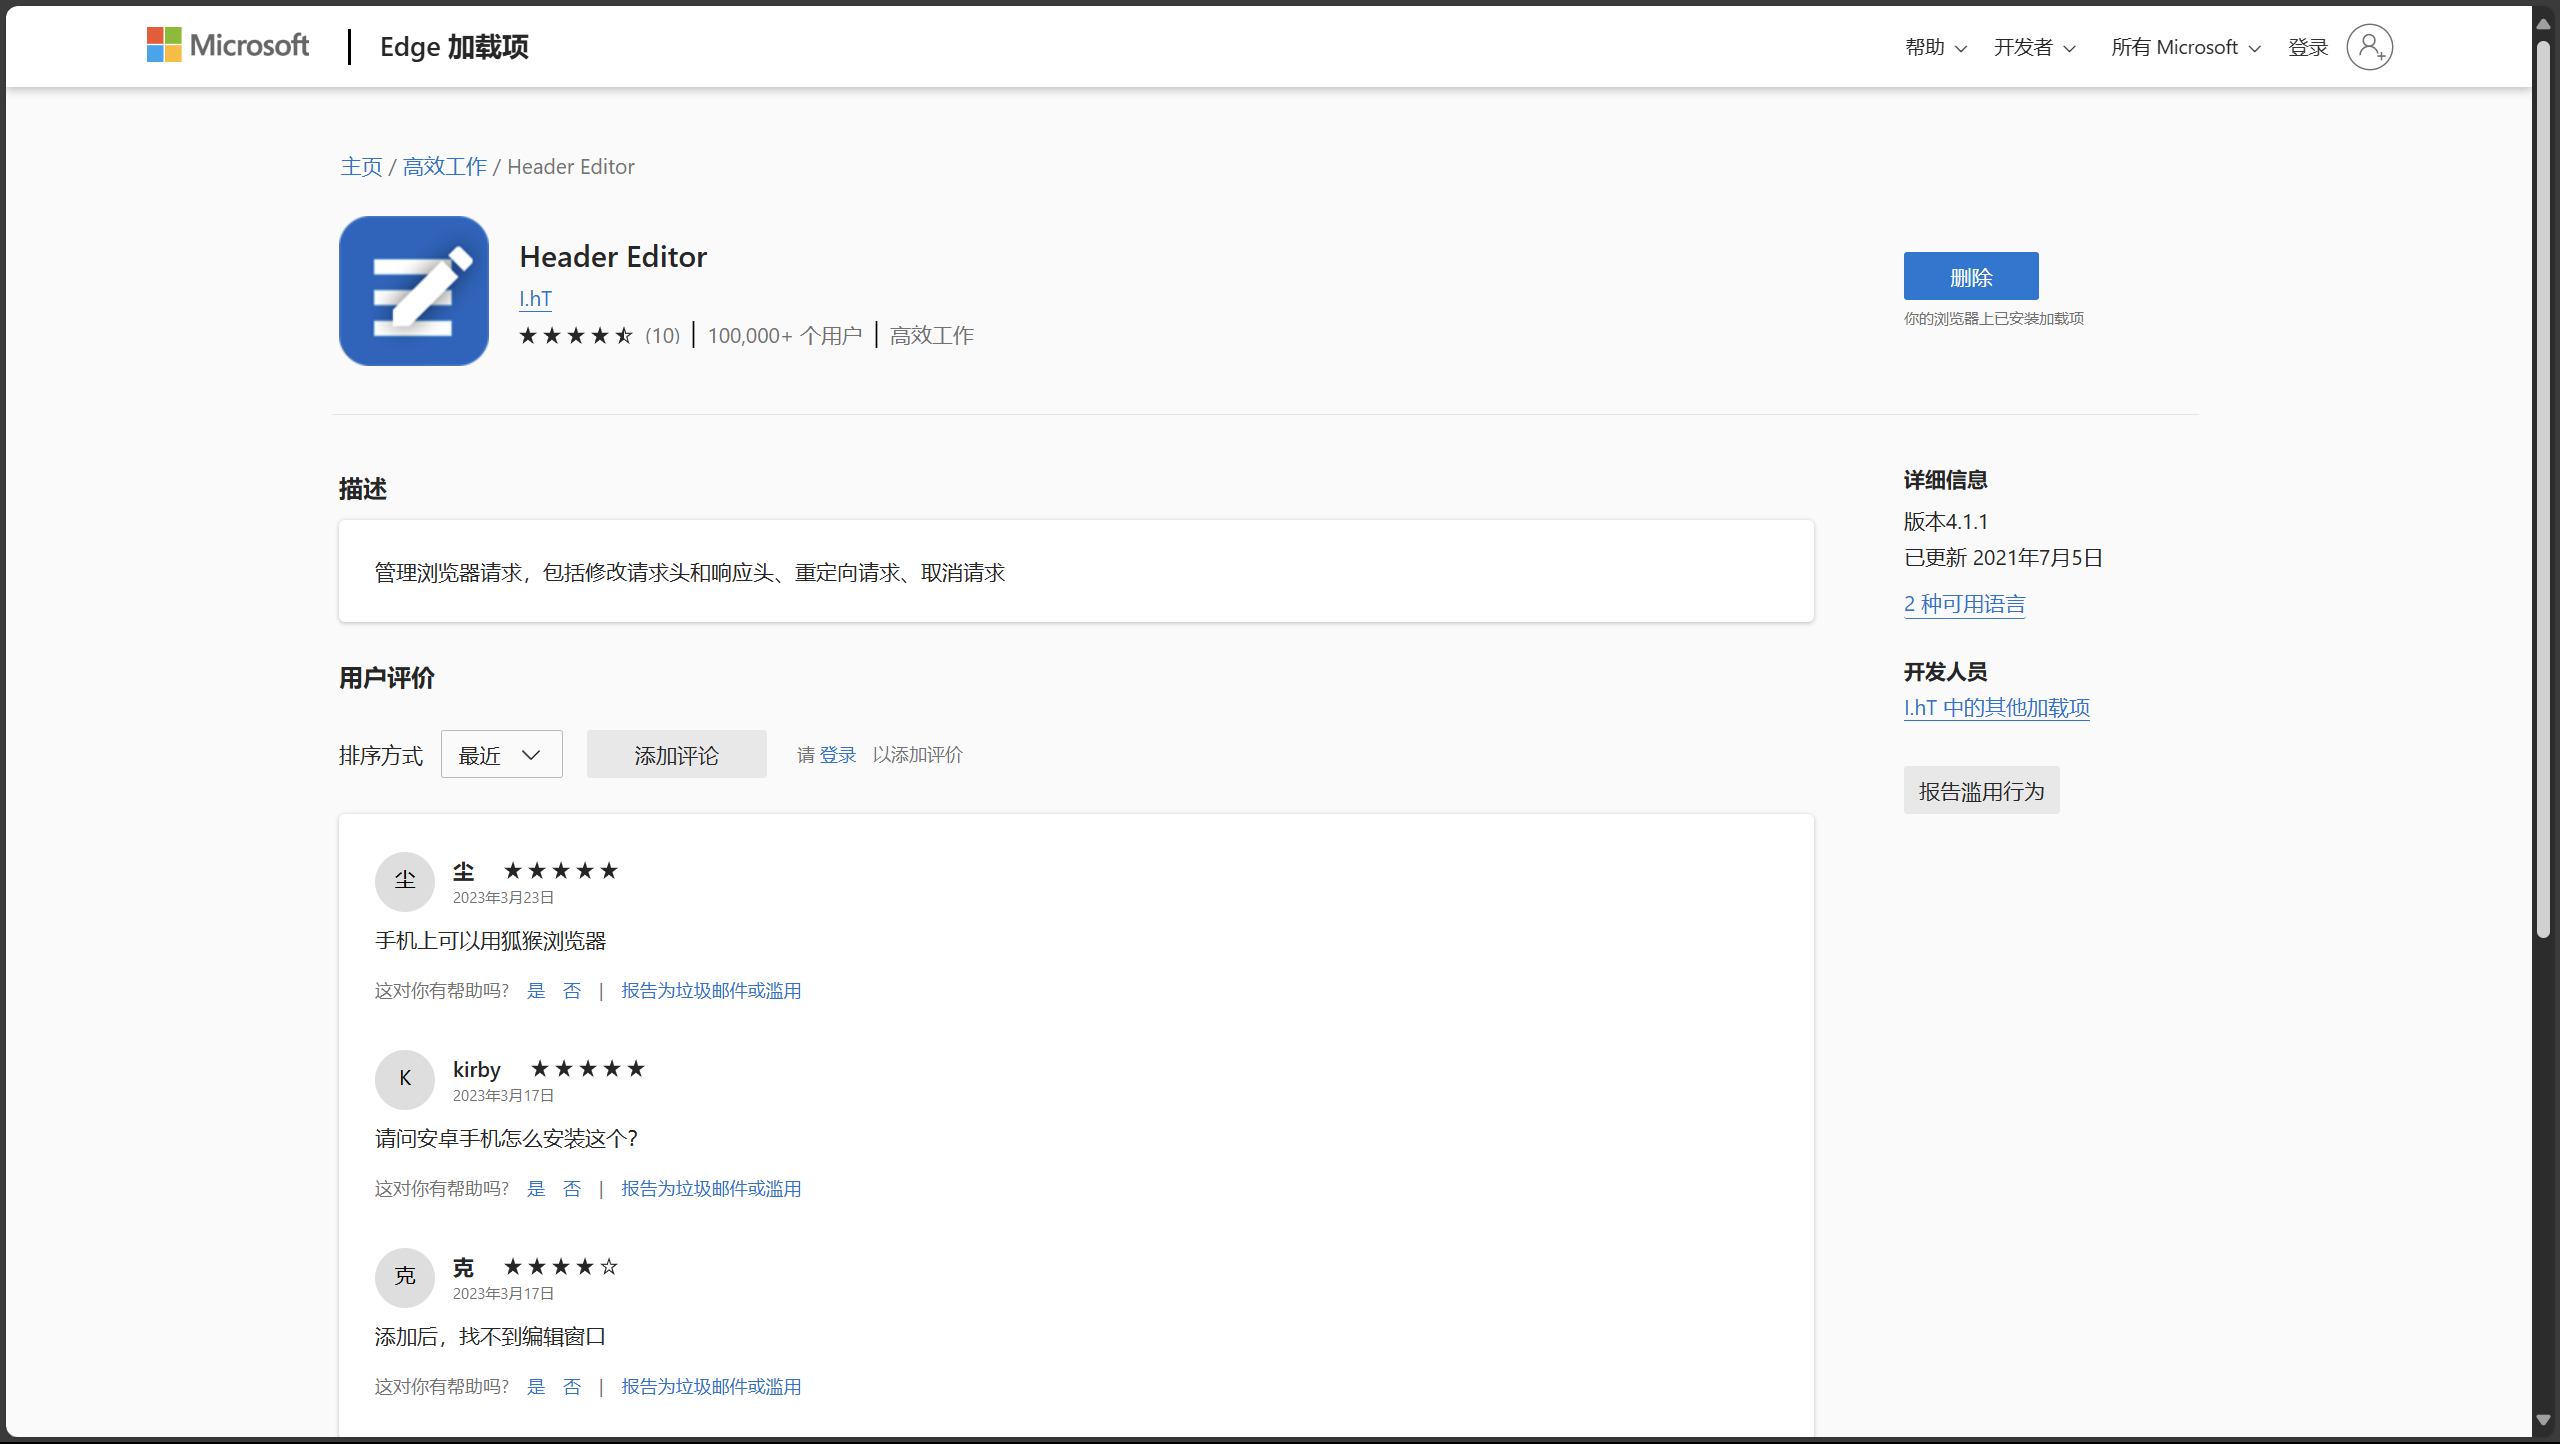 Microsoft
Edge 加载项
帮助
开发者
所有 Microsoft
登录
主页 / 高效工作 / Header Editor
Header Editor
I.hT
(10) 100,000+ 个用户 高效工作
删除
你的浏览器上已安装加载项
描述
管理浏览器请求，包括修改请求头和响应头、重定向请求、取消请求
详细信息
版本4.1.1
已更新 2021年7月5日
2 种可用语言
开发人员
I.hT 中的其他加载项
报告滥用行为
用户评价
排序方式 最近 添加评论 请 登录 以添加评价
尘 尘 ★★★★★
2023年3月23日
手机上可以用狐猴浏览器
这对你有帮助吗? 是 否 | 报告为垃圾邮件或滥用
K kirby ★★★★★
2023年3月17日
请问安卓手机怎么安装这个?
这对你有帮助吗? 是 否 | 报告为垃圾邮件或滥用
克 克 ★★★★☆
2023年3月17日
添加后，找不到编辑窗口
这对你有帮助吗? 是 否 | 报告为垃圾邮件或滥用